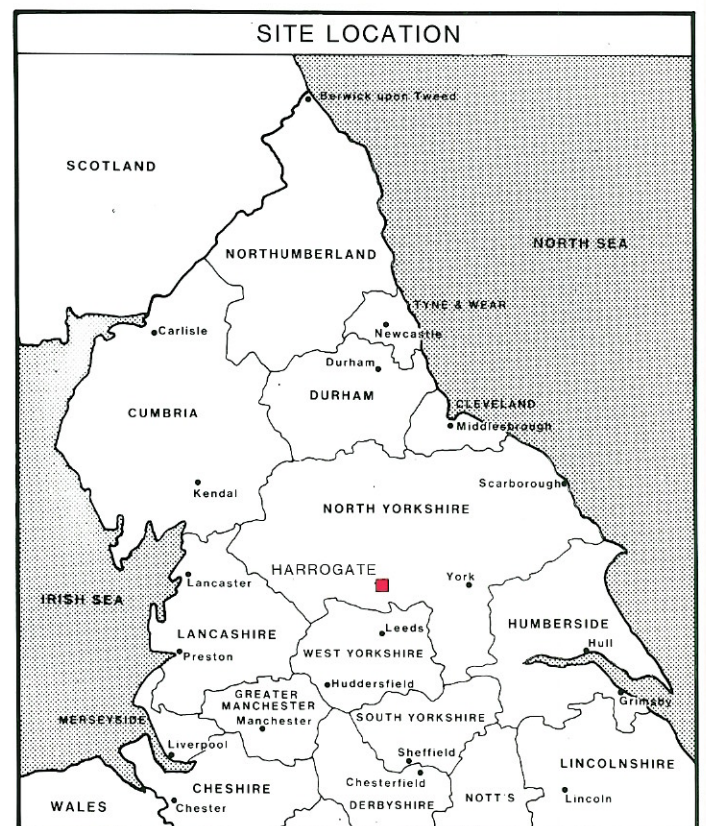 SITE LOCATION
Berwick upon Tweed
SCOTLAND
NORTH SEA
NORTHUMBERLAND
TYNE & WEAR
Carlisle
Newcastle
Durham
DURHAM
CLEVELAND
CUMBRIA
Middlesbrough
Scarborough
Kendal
NORTH YORKSHIRE
HARROGATE
York
Lancaster
IRISH SEA
HUMBERSIDE
Leeds
LANCASHIRE
Hull
WEST YORKSHIRE
Preston
Huddersfield
GREATER
MANCHESTER
Grimsby
SOUTH YORKSHIRE
MERSEYSIDE
Manchester
Liverpool
Sheffield
LINCOLNSHIRE
Chesterfield
CHESHIRE
NOTT'S
Lincoln
DERBYSHIRE
WALES
Chester